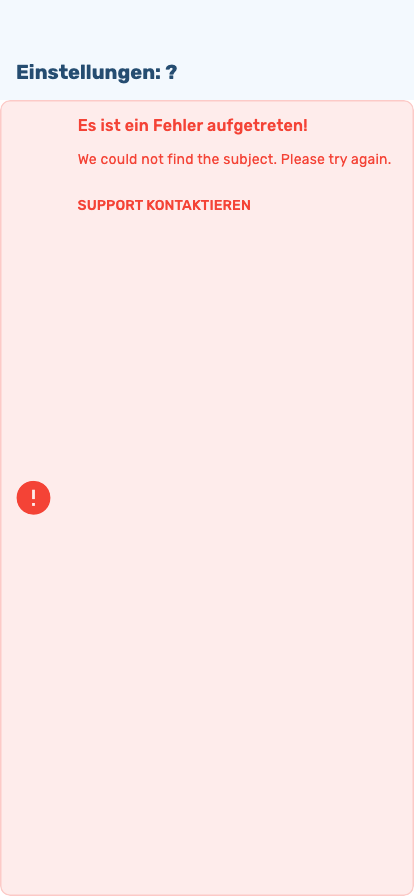 Einstellungen: ?
Es ist ein Fehler aufgetreten!
We could not find the subject. Please try again.
SUPPORT KONTAKTIEREN
!